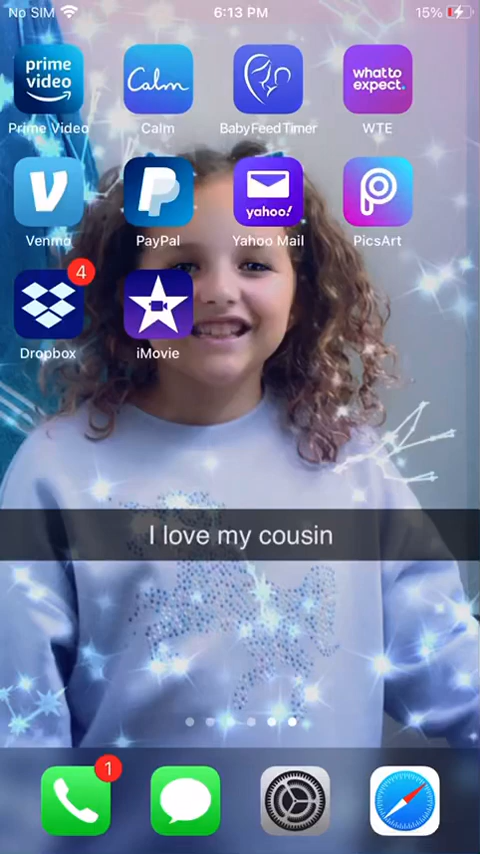 No SIM 6:13 PM 15%
prime video Calm what to expect.
Prime Video Calm BabyFeedTimer WTE
yahoo!
Venmo PayPal Yahoo Mail PicsArt
4
Dropbox iMovie
I love my cousin
1